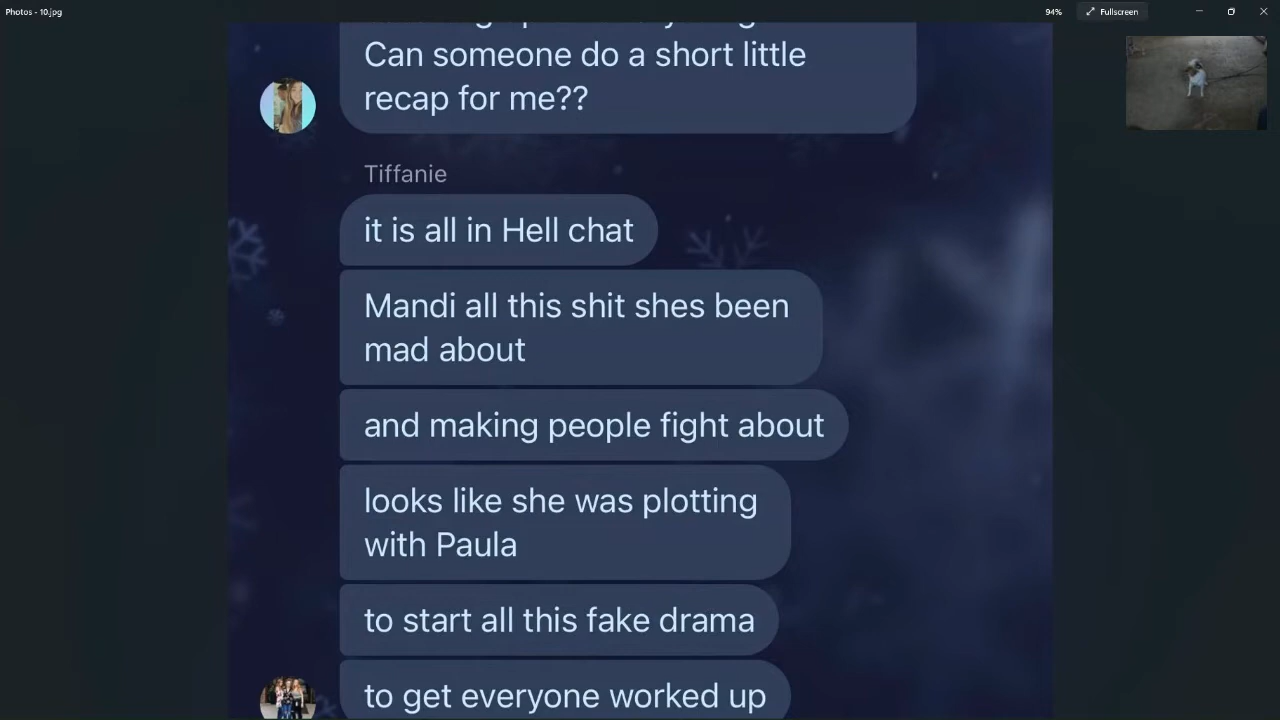 Photos - 10.jpg
94%
Fullscreen
Can someone do a short little
recap for me??
Tiffanie
it is all in Hell chat
Mandi all this shit shes been
mad about
and making people fight about
looks like she was plotting
with Paula
to start all this fake drama
to get everyone worked up